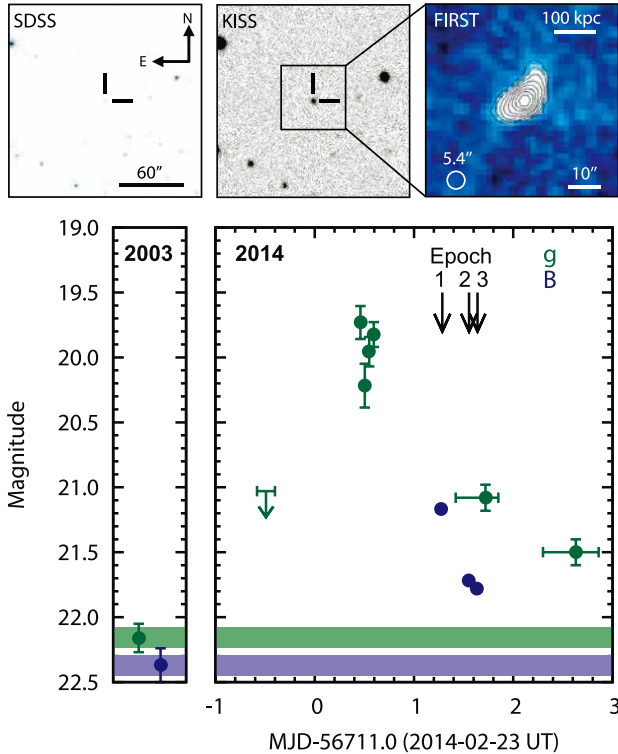 SDSS
N
E
60"
KISS
FIRST
100 kpc
5.4"
10"
2003
2014
Epoch
1 2 3
g
B
19.0
19.5
20.0
20.5
21.0
21.5
22.0
22.5
Magnitude
-1 0 1 2 3
MJD-56711.0 (2014-02-23 UT)